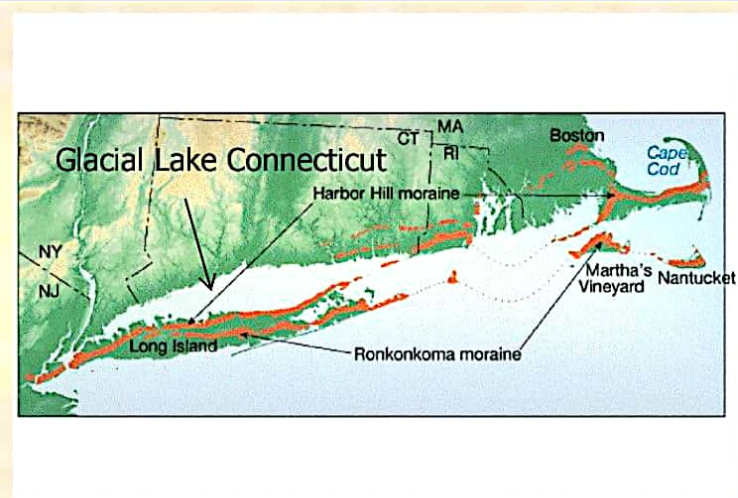 MA
CT
RI
Boston
Cape
Cod
Glacial Lake Connecticut
Harbor Hill moraine
NY
NJ
Martha's
Vineyard
Nantucket
Long Island
Ronkonkoma moraine